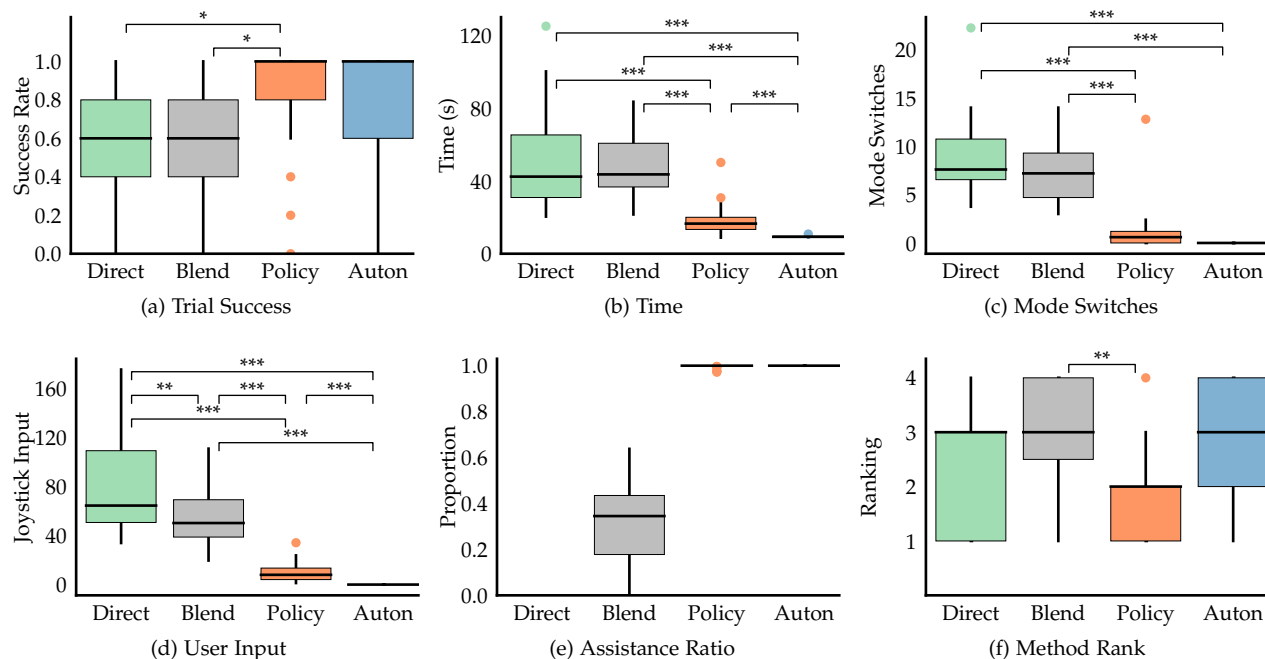 *
*
1.0
0.8
0.6
0.4
0.2
0.0
Success Rate
Direct Blend Policy Auton
(a) Trial Success
***
***
***
***
***
120
80
40
0
Time (s)
Direct Blend Policy Auton
(b) Time
***
***
***
***
20
15
10
5
0
Mode Switches
Direct Blend Policy Auton
(c) Mode Switches
***
** *** ***
***
***
160
120
80
40
0
Joystick Input
Direct Blend Policy Auton
(d) User Input
1.0
0.8
0.6
0.4
0.2
0.0
Proportion
Direct Blend Policy Auton
(e) Assistance Ratio
**
4
3
2
1
Ranking
Direct Blend Policy Auton
(f) Method Rank